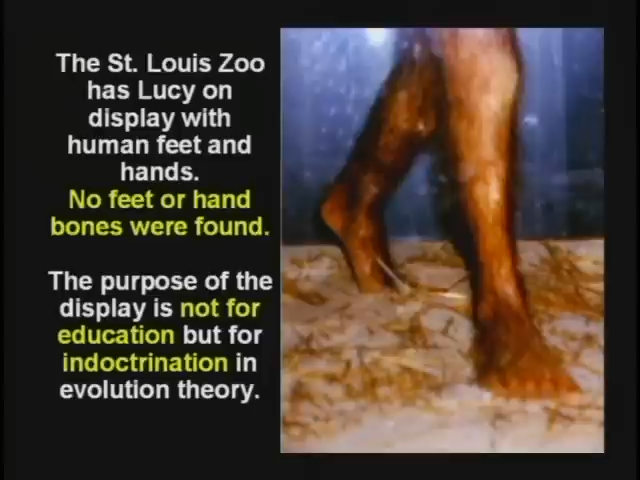 The St. Louis Zoo
has Lucy on
display with
human feet and
hands.
No feet or hand
bones were found.
The purpose of the
display is not for
education but for
indoctrination in
evolution theory.